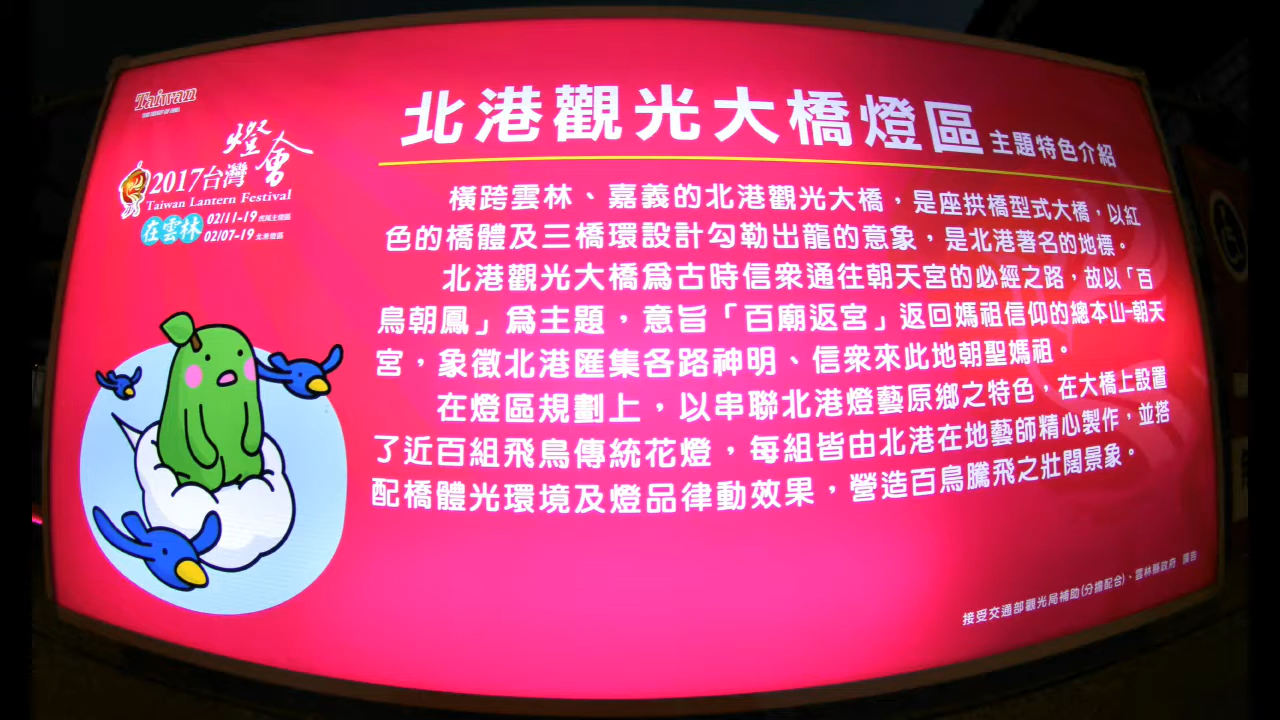 Taiwan
燈會
2017台灣
Taiwan Lantern Festival
在雲林
02/11-19 虎尾主燈區
02/07-19 北港燈區
北港觀光大橋燈區 主題特色介紹
橫跨雲林、嘉義的北港觀光大橋，是座拱橋型式大橋，以紅
色的橋體及三橋環設計勾勒出龍的意象，是北港著名的地標。
北港觀光大橋為古時信眾通往朝天宮的必經之路，故以「百
鳥朝鳳」為主題，意旨「百廟返宮」返回媽祖信仰的總本山-朝天
宮，象徵北港匯集各路神明、信眾來此地朝聖媽祖。
在燈區規劃上，以串聯北港燈藝原鄉之特色，在大橋上設置
了近百組飛鳥傳統花燈，每組皆由北港在地藝師精心製作，並搭
配橋體光環境及燈品律動效果，營造百鳥騰飛之壯闊景象。
接受交通部觀光局補助(分擔配合)、雲林縣政府 廣告